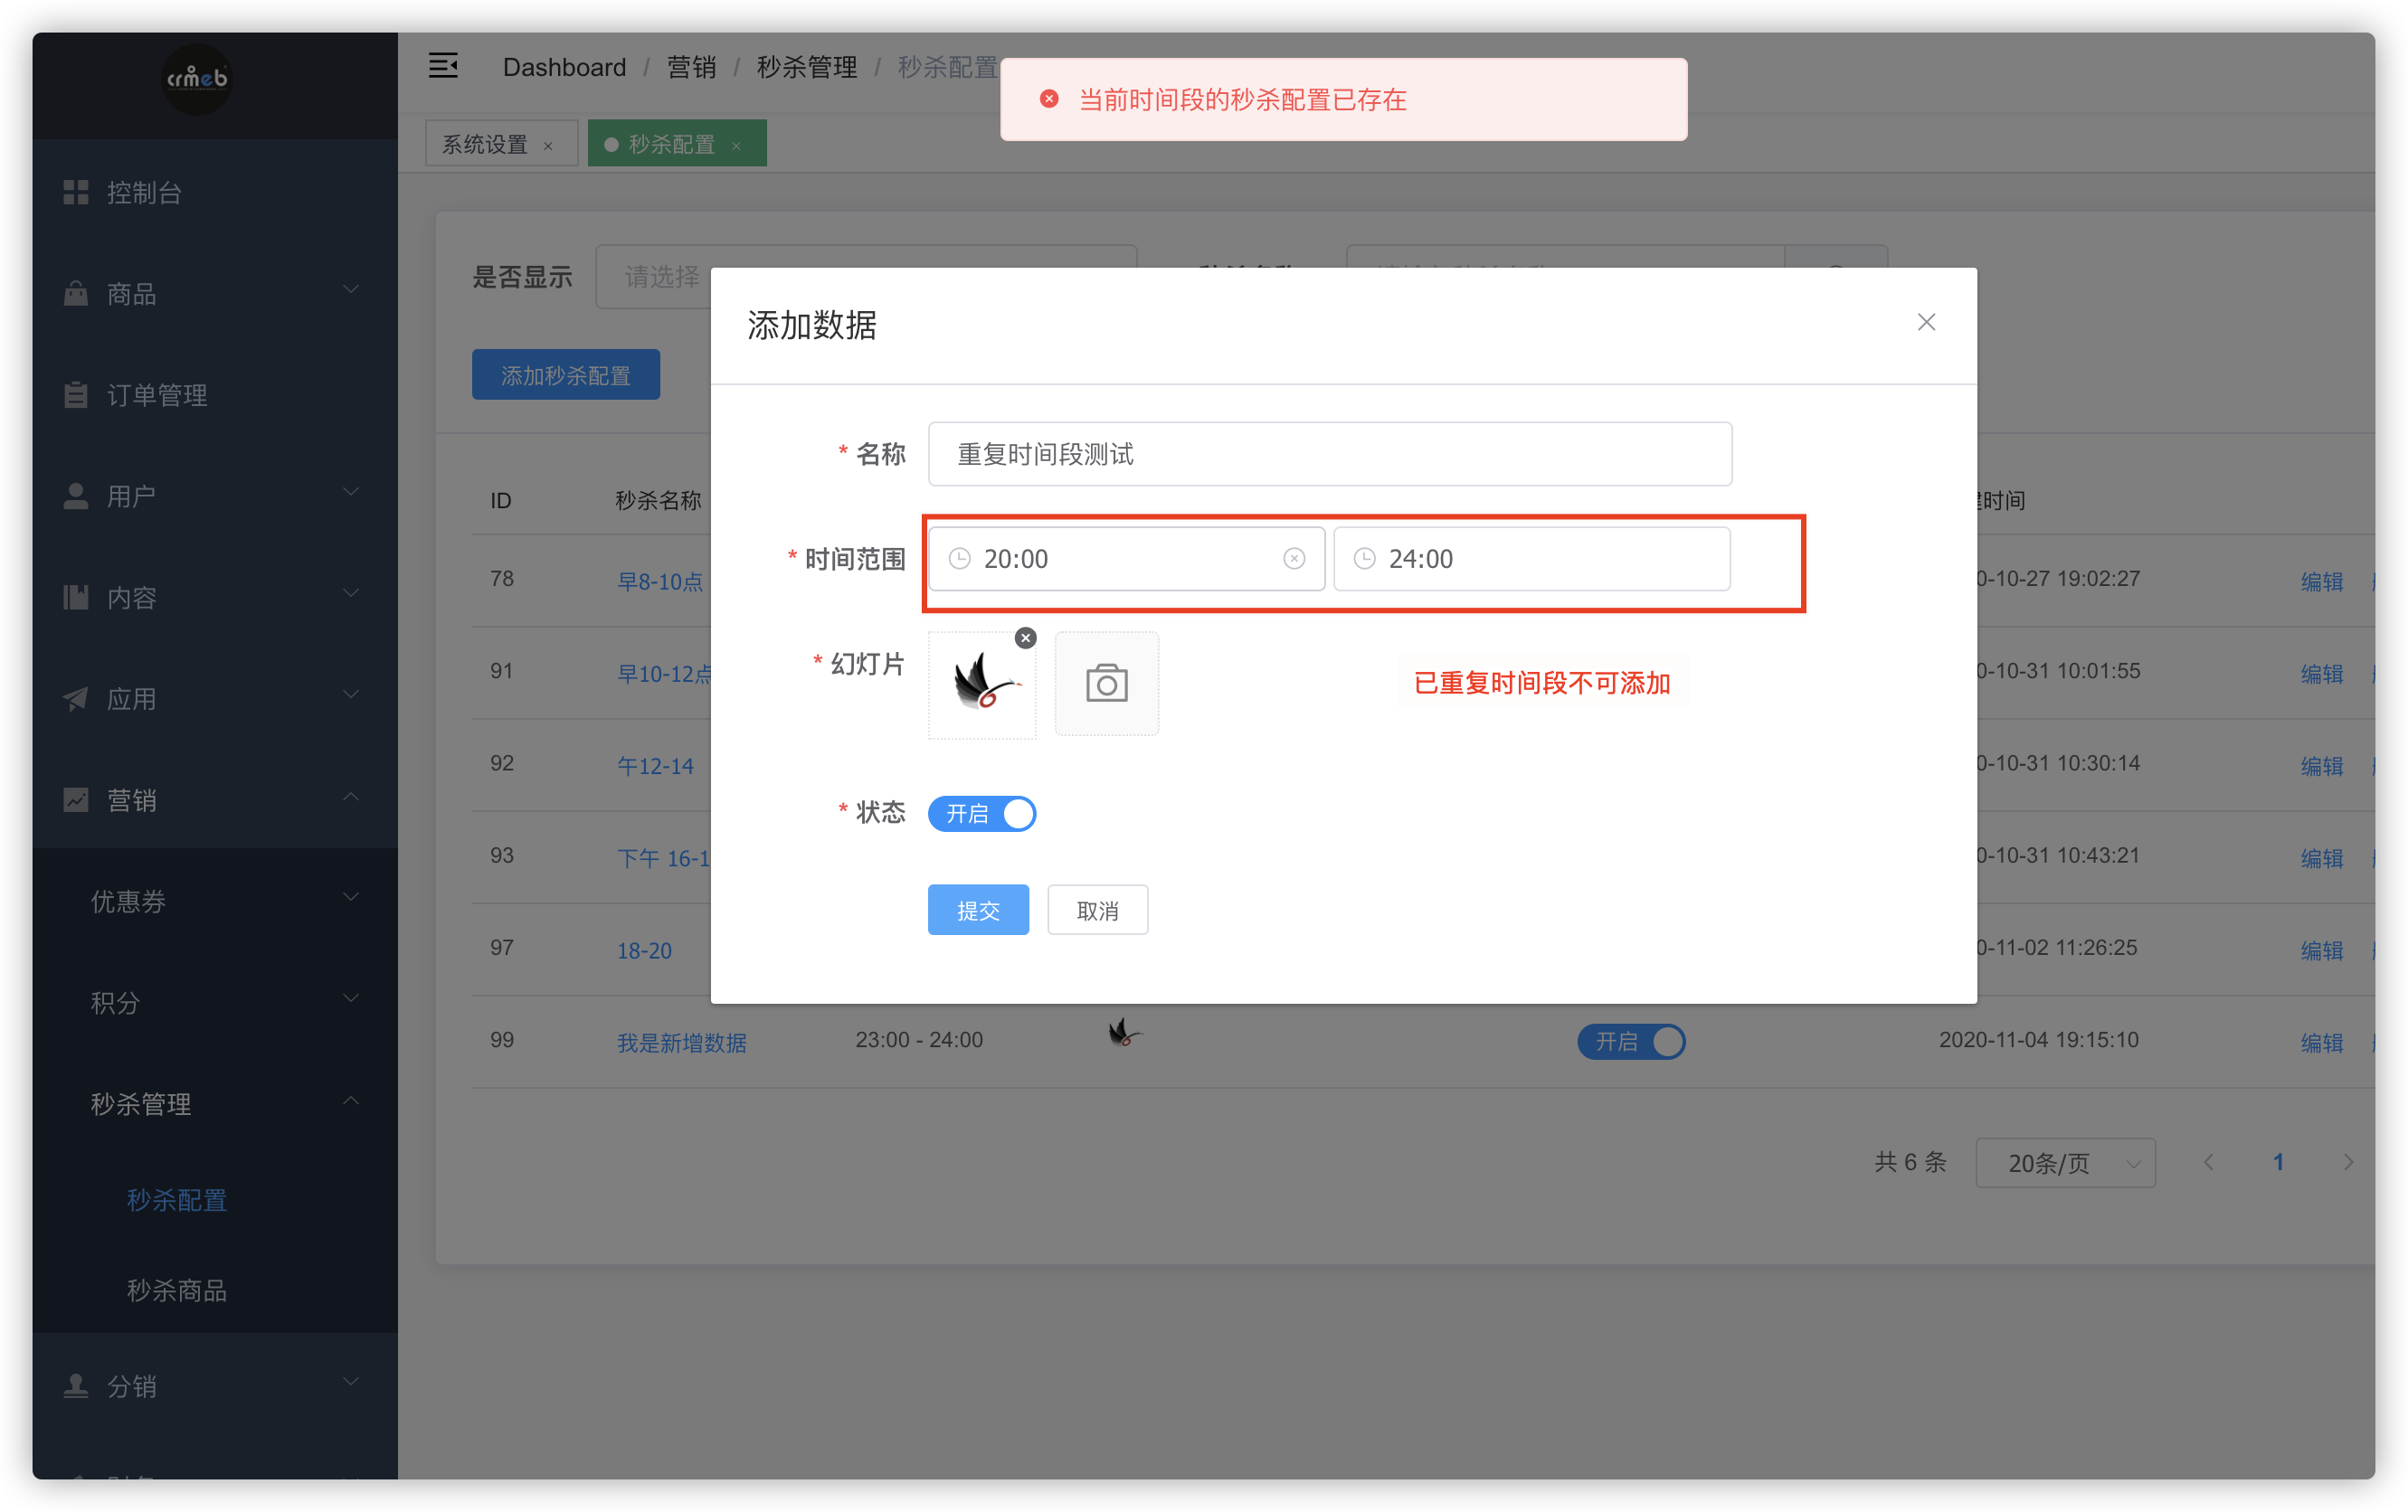 crmeb
Dashboard / 营销 / 秒杀管理 / 秒杀配置
当前时间段的秒杀配置已存在
系统设置 ×
秒杀配置 ×
控制台
商品
订单管理
用户
内容
应用
营销
优惠券
积分
秒杀管理
秒杀配置
秒杀商品
分销
是否显示
请选择
添加秒杀配置
添加数据
* 名称
重复时间段测试
* 时间范围
20:00
24:00
* 幻灯片
已重复时间段不可添加
* 状态
开启
提交
取消
ID
秒杀名称
时间
78
早8-10点
0-10-27 19:02:27
编辑
91
早10-12点
0-10-31 10:01:55
编辑
92
午12-14
0-10-31 10:30:14
编辑
93
下午 16-1
0-10-31 10:43:21
编辑
97
18-20
0-11-02 11:26:25
编辑
99
我是新增数据
23:00 - 24:00
开启
2020-11-04 19:15:10
编辑
共 6 条
20条/页
1